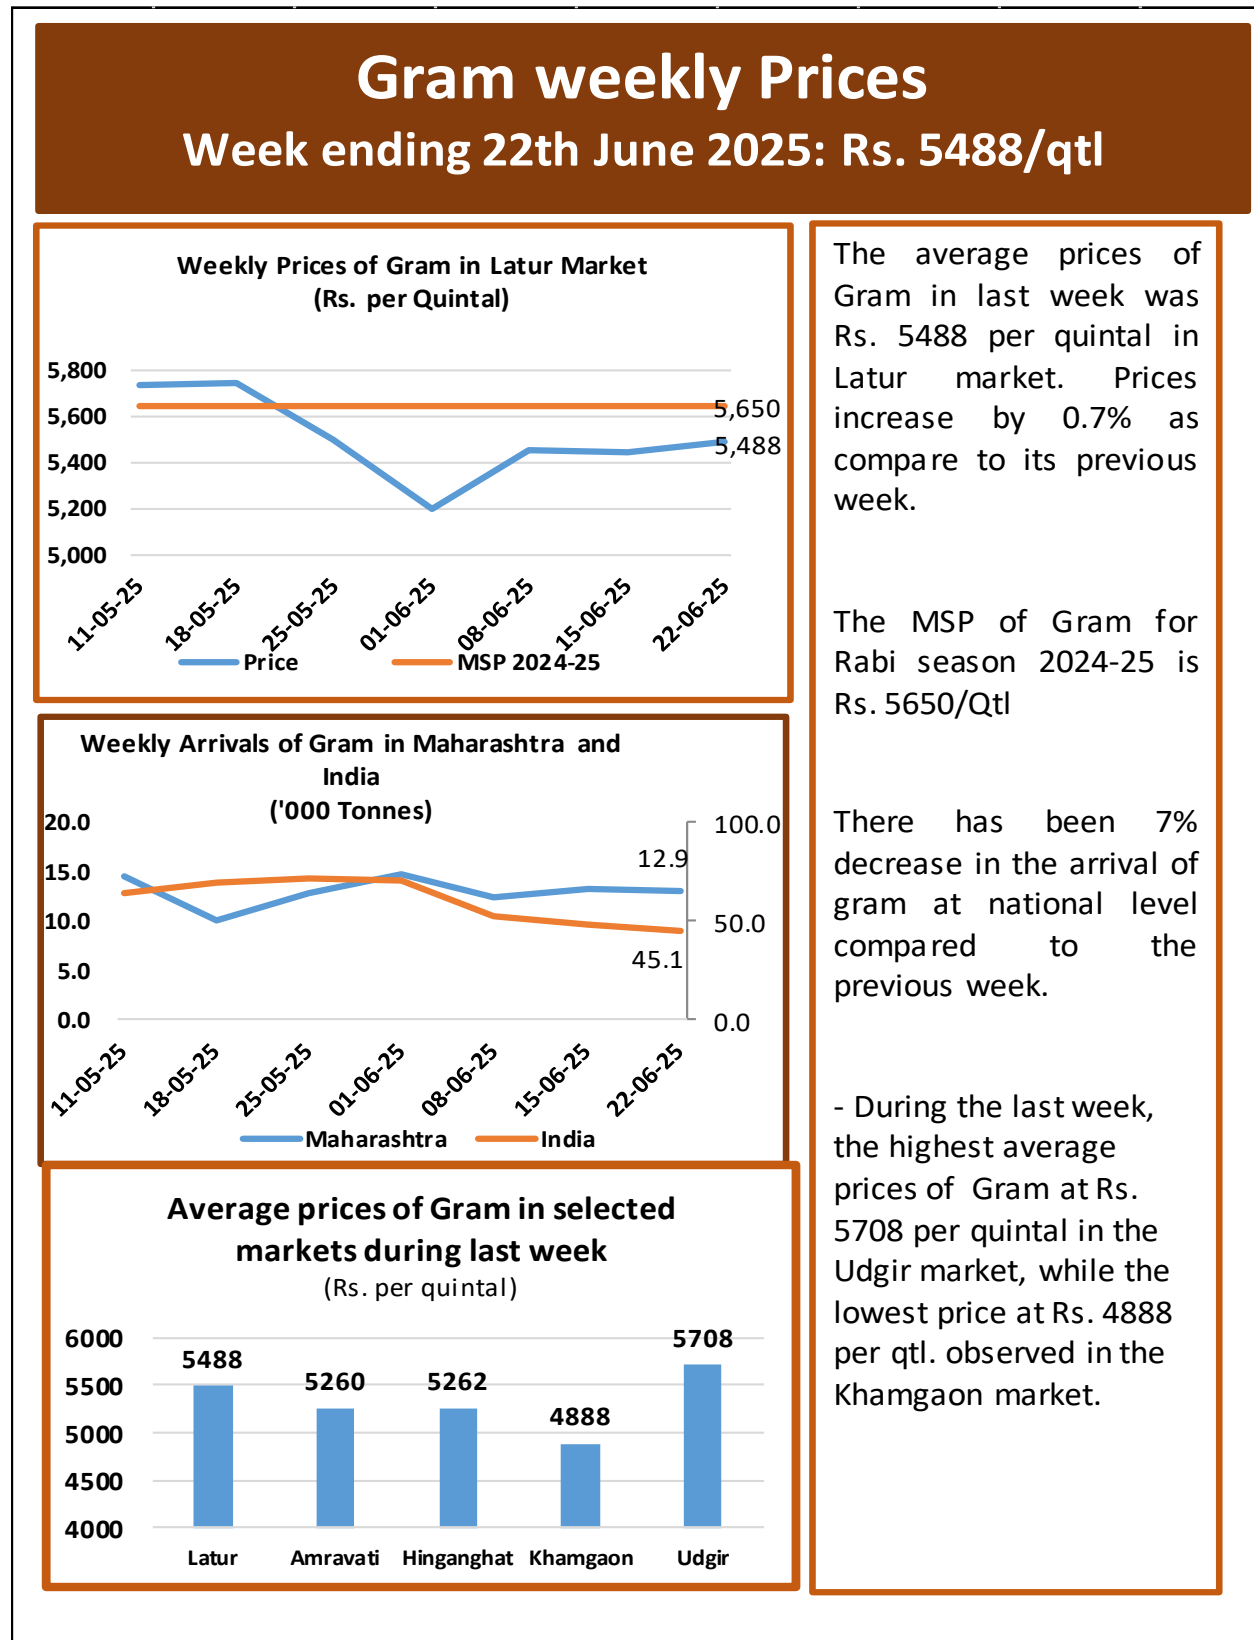 Gram weekly Prices
Week ending 22th June 2025: Rs. 5488/qtl
Weekly Prices of Gram in Latur Market
(Rs. per Quintal)
5,800
5,600
5,400
5,200
5,000
5,650
5,488
11-05-25
18-05-25
25-05-25
01-06-25
08-06-25
15-06-25
22-06-25
Price
MSP 2024-25
Weekly Arrivals of Gram in Maharashtra and
India
('000 Tonnes)
20.0
15.0
10.0
5.0
0.0
100.0
50.0
0.0
12.9
45.1
11-05-25
18-05-25
25-05-25
01-06-25
08-06-25
15-06-25
22-06-25
Maharashtra
India
Average prices of Gram in selected
markets during last week
(Rs. per quintal)
6000
5500
5000
4500
4000
5488
5260
5262
4888
5708
Latur
Amravati
Hinganghat
Khamgaon
Udgir
The average prices of
Gram in last week was
Rs. 5488 per quintal in
Latur market. Prices
increase by 0.7% as
compare to its previous
week.
The MSP of Gram for
Rabi season 2024-25 is
Rs. 5650/Qtl
There has been 7%
decrease in the arrival of
gram at national level
compared to the
previous week.
- During the last week,
the highest average
prices of Gram at Rs.
5708 per quintal in the
Udgir market, while the
lowest price at Rs. 4888
per qtl. observed in the
Khamgaon market.